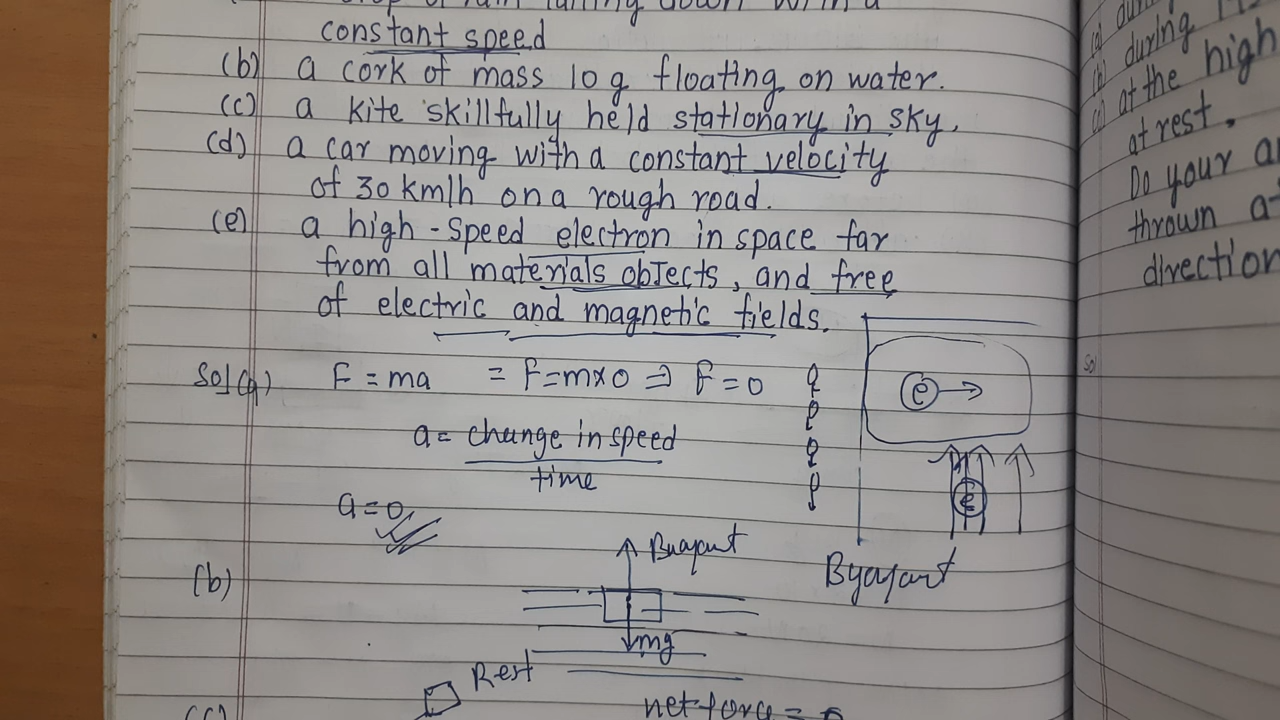 constant speed
(b) a cork of mass 10 g floating on water.
(c) a kite skillfully held stationary in sky.
(d) a car moving with a constant velocity
of 30 km/h on a rough road.
(e) a high-speed electron in space far
from all materials objects, and free
of electric and magnetic fields.
Sol(a) F = ma = F=m×0 ⇒ F=0
a = change in speed
time
a=0
e
e
(b)
Buoyant
Byoyant
mg
Rest
net force = 0
(c)
during
at the high
at rest.
Do your
thrown
direction
Sol